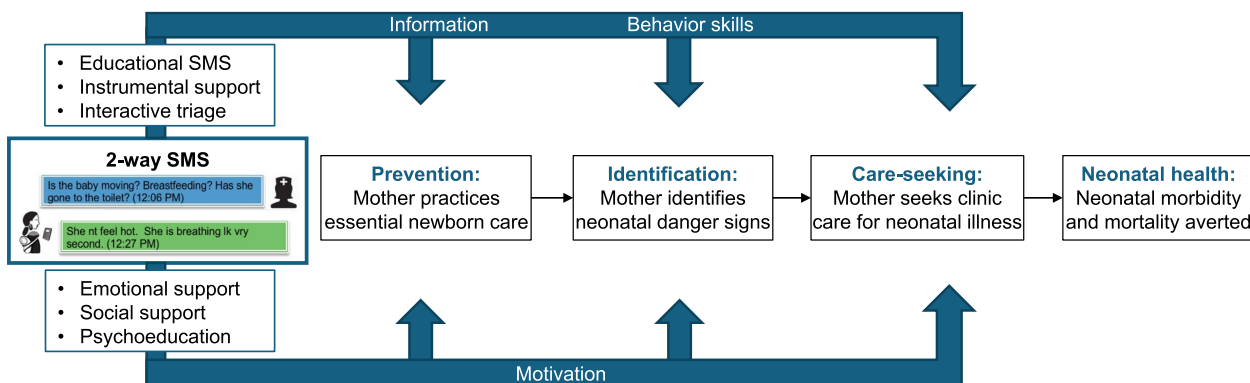 Information
Behavior skills
• Educational SMS
• Instrumental support
• Interactive triage
2-way SMS
Is the baby moving? Breastfeeding? Has she
gone to the toilet? (12:06 PM)
She nt feel hot.  She is breathing lk vry
second. (12:27 PM)
• Emotional support
• Social support
• Psychoeducation
Prevention:
Mother practices
essential newborn care
Identification:
Mother identifies
neonatal danger signs
Care-seeking:
Mother seeks clinic
care for neonatal illness
Neonatal health:
Neonatal morbidity
and mortality averted
Motivation